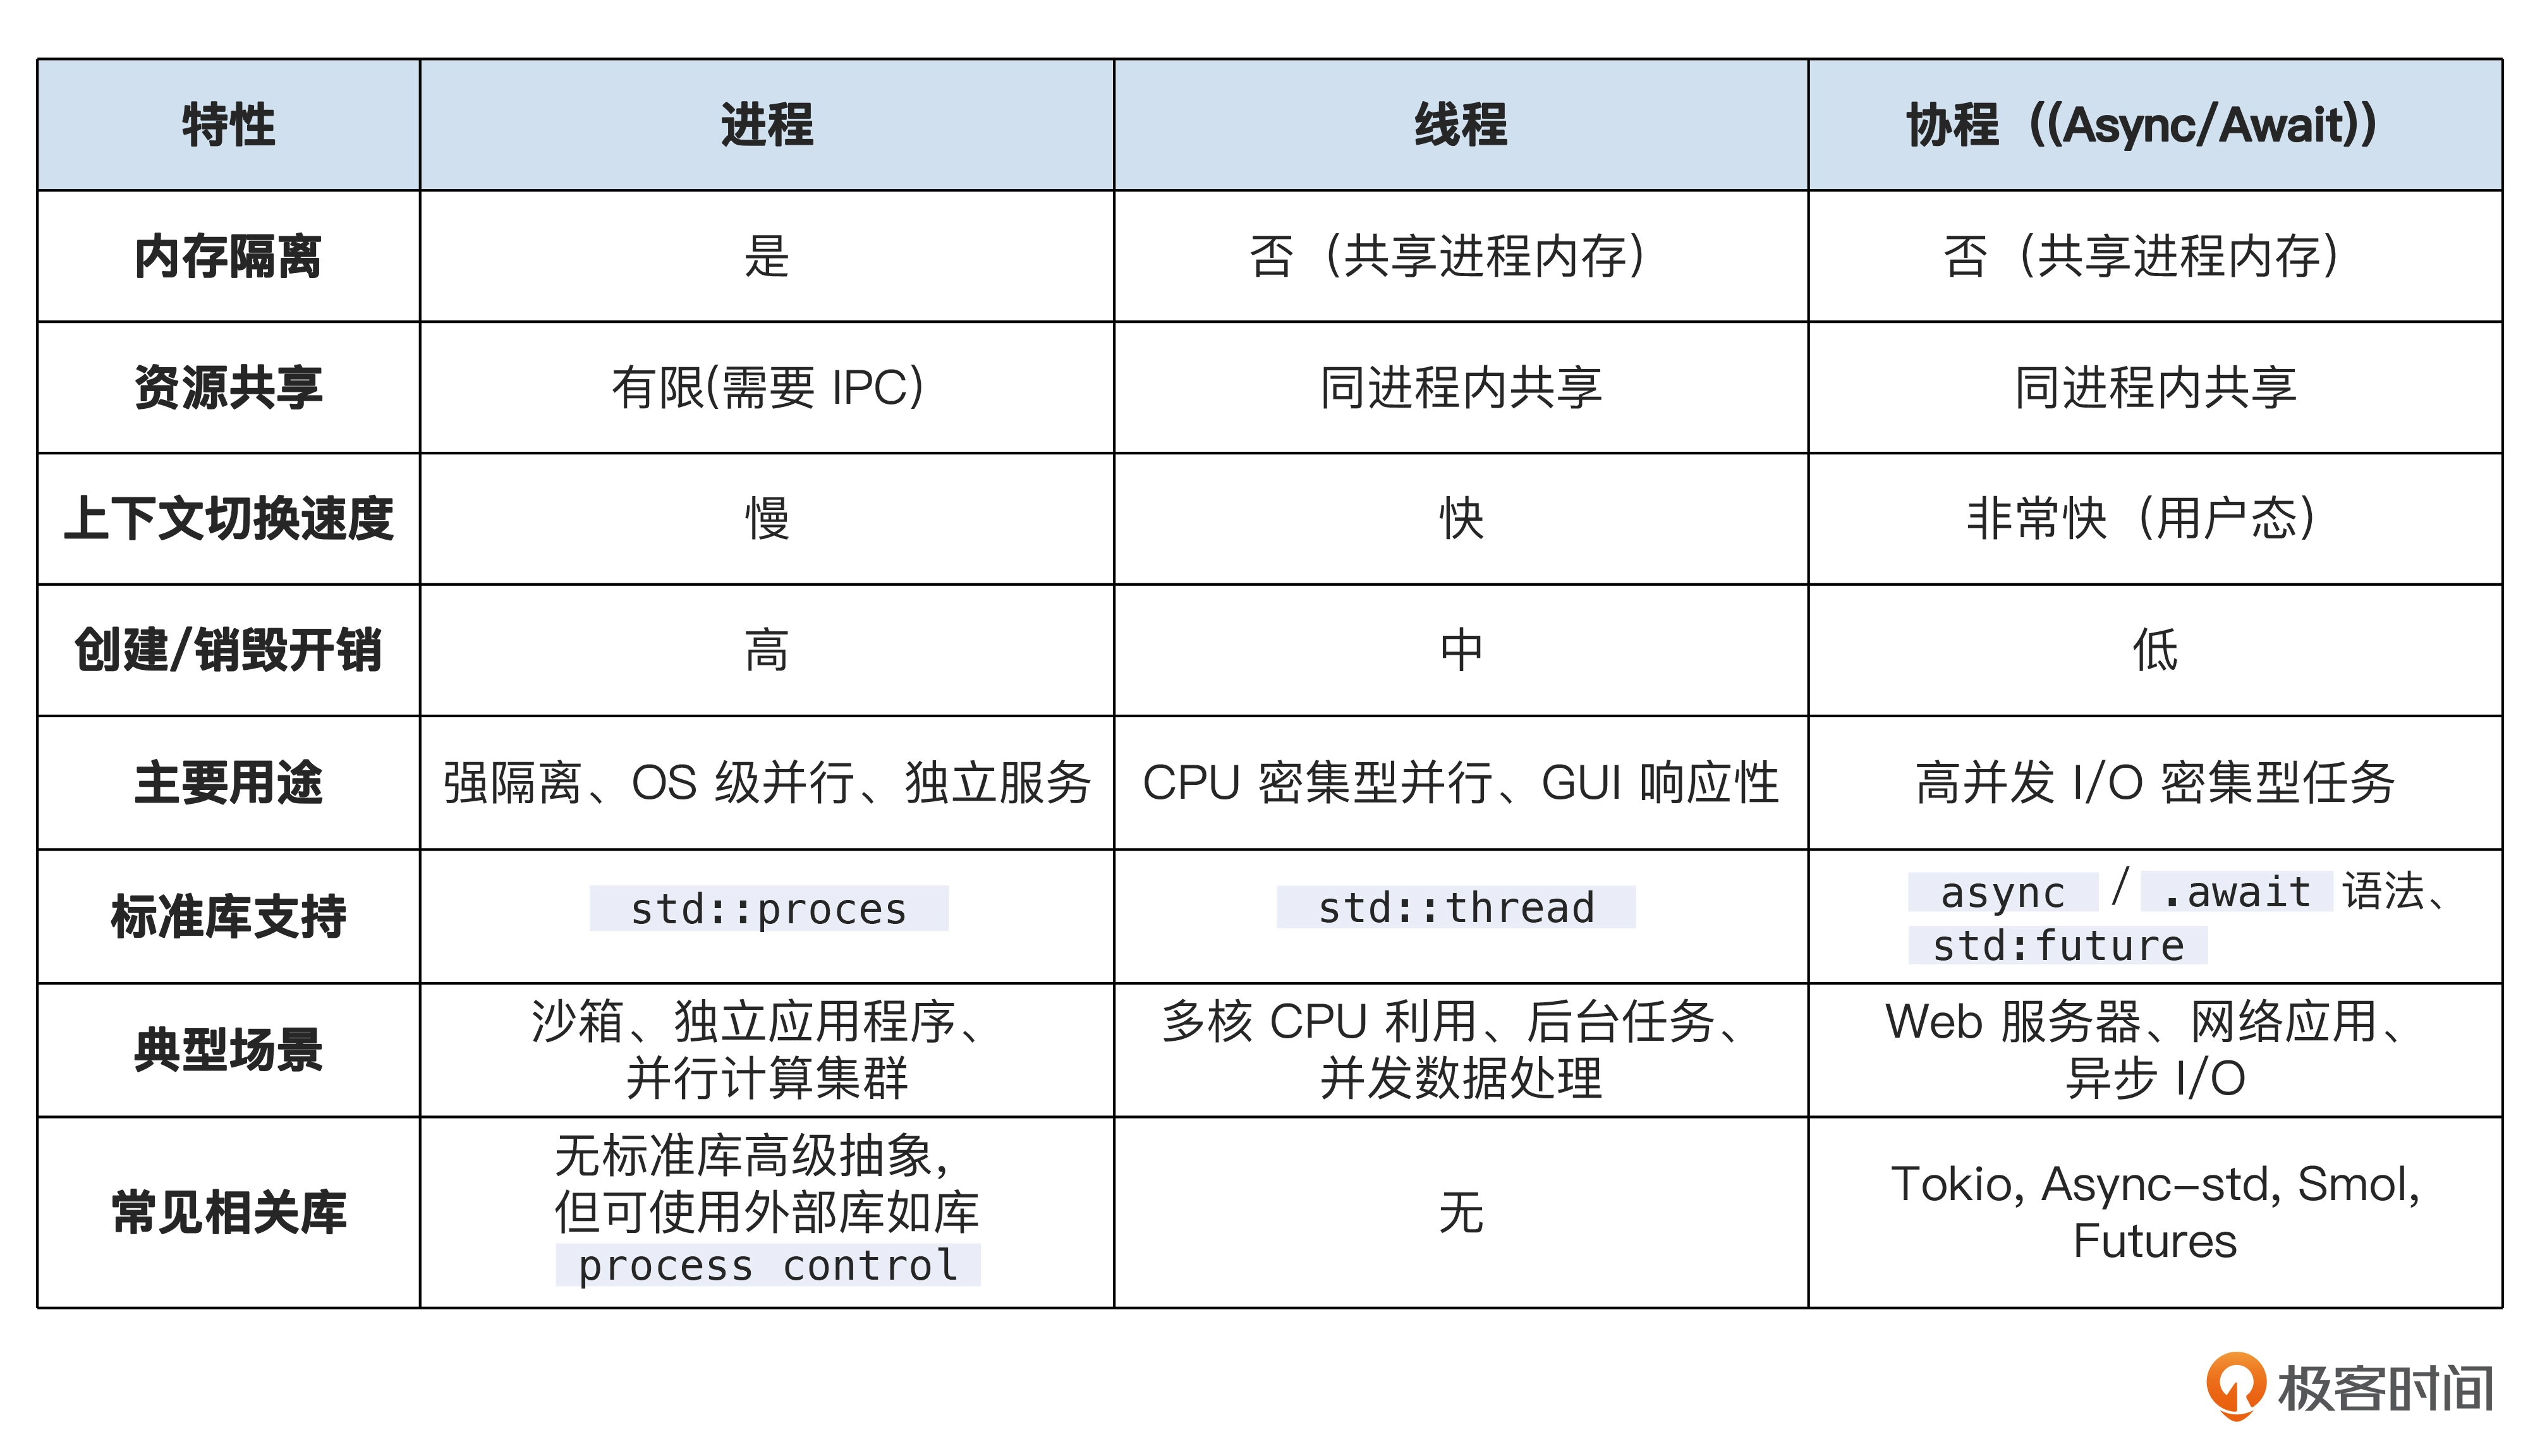 特性 进程 线程 协程（(Async/Await)）
内存隔离 是 否（共享进程内存） 否（共享进程内存）
资源共享 有限(需要 IPC) 同进程内共享 同进程内共享
上下文切换速度 慢 快 非常快（用户态）
创建/销毁开销 高 中 低
主要用途 强隔离、OS 级并行、独立服务 CPU 密集型并行、GUI 响应性 高并发 I/O 密集型任务
标准库支持 std::proces std::thread async / .await 语法、
std:future
典型场景 沙箱、独立应用程序、
并行计算集群
多核 CPU 利用、后台任务、
并发数据处理
Web 服务器、网络应用、
异步 I/O
常见相关库 无标准库高级抽象，
但可使用外部库如库
process control
无
Tokio, Async-std, Smol,
Futures
极客时间